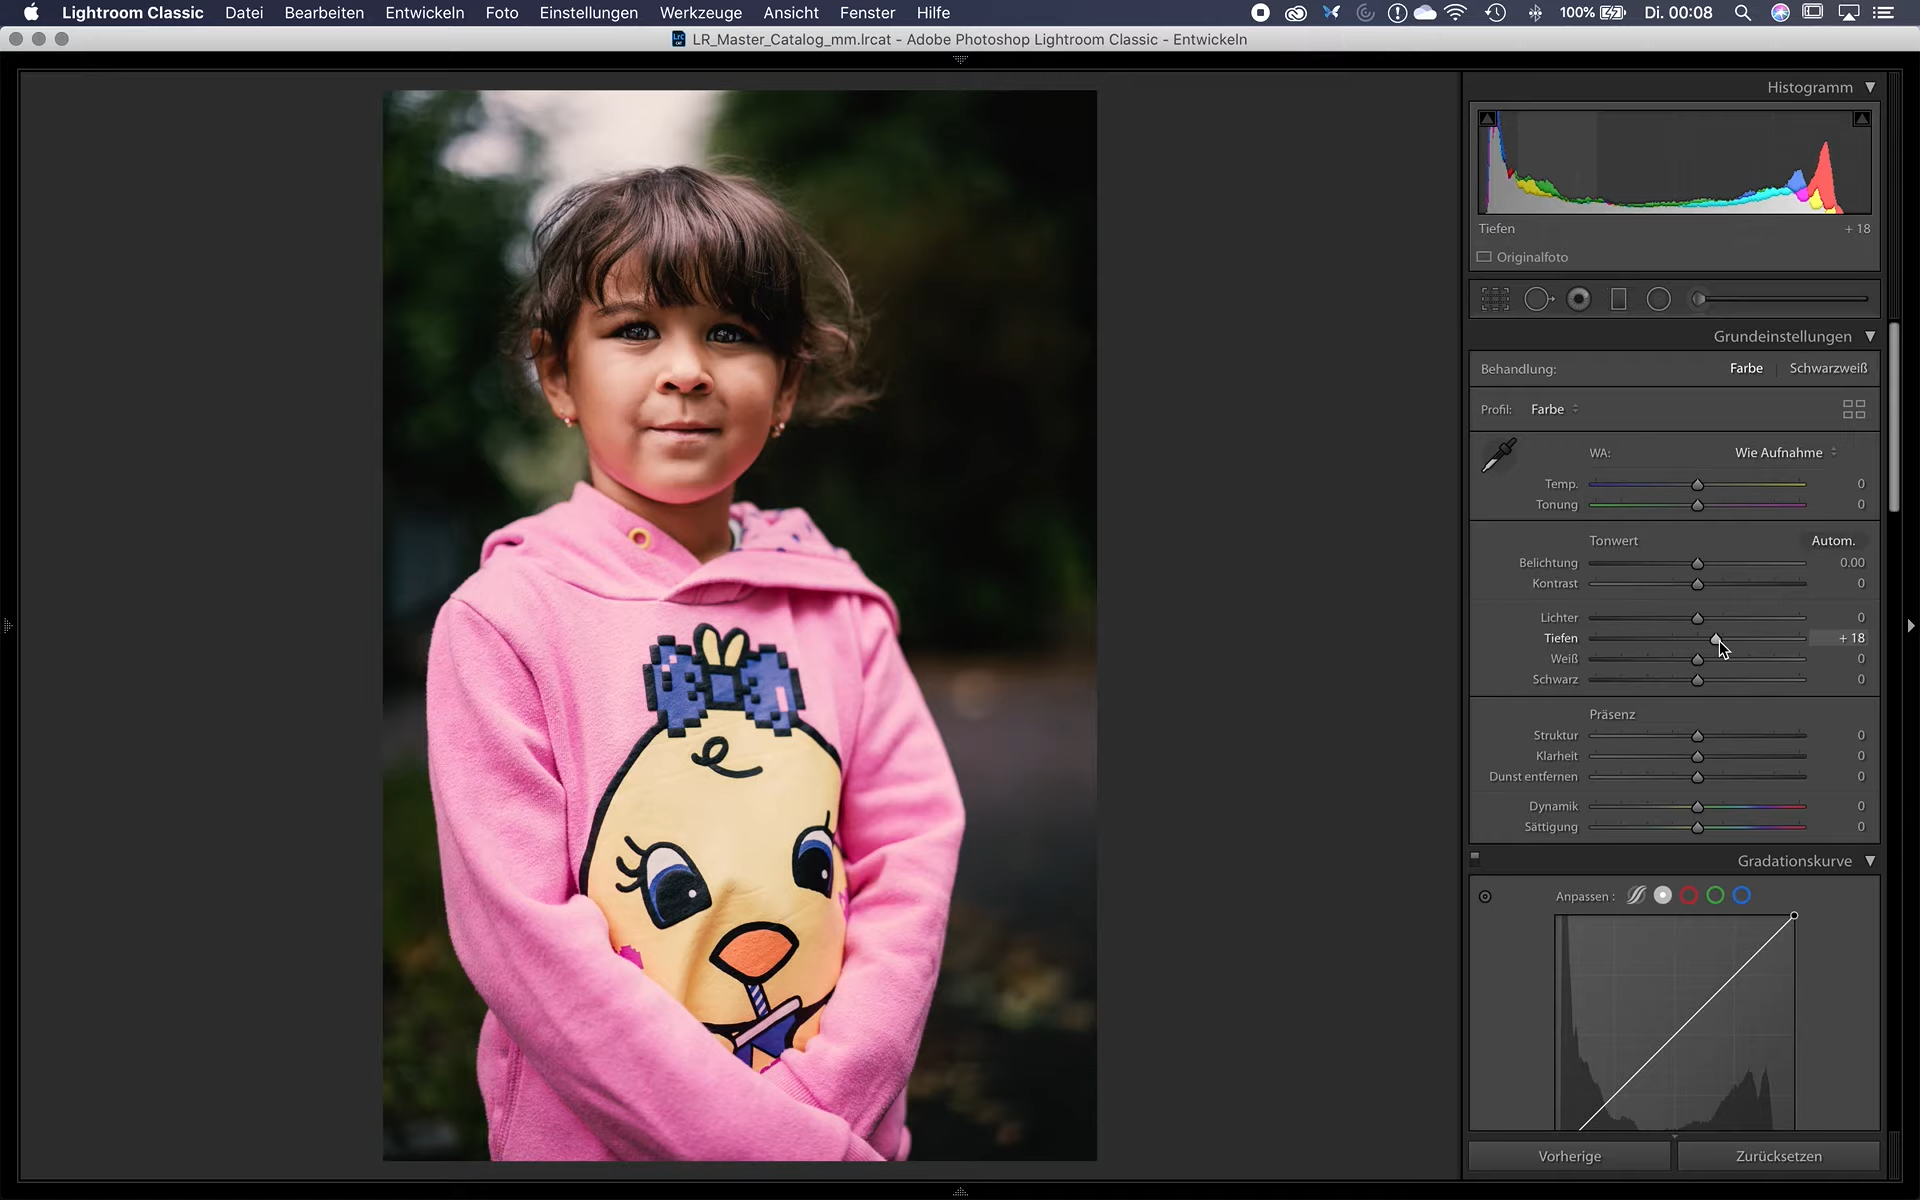 Lightroom Classic Datei Bearbeiten Entwickeln Foto Einstellungen Werkzeuge Ansicht Fenster Hilfe 100% Di. 00:08
LR_Master_Catalog_mm.lrcat - Adobe Photoshop Lightroom Classic - Entwickeln
Histogramm
Tiefen + 18
Originalfoto
Grundeinstellungen
Behandlung: Farbe Schwarzweiß
Profil: Farbe
WA: Wie Aufnahme
Temp. 0
Tonung 0
Tonwert Autom.
Belichtung 0.00
Kontrast 0
Lichter 0
Tiefen + 18
Weiß 0
Schwarz 0
Präsenz
Struktur 0
Klarheit 0
Dunst entfernen 0
Dynamik 0
Sättigung 0
Gradationskurve
Anpassen :
Vorherige Zurücksetzen